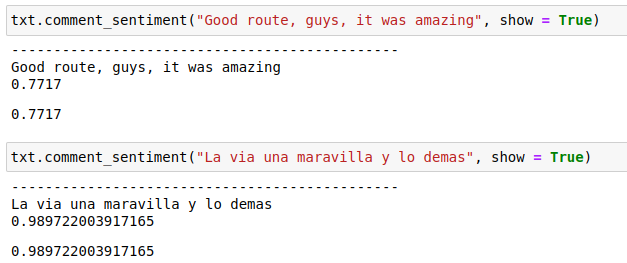 txt.comment_sentiment("Good route, guys, it was amazing", show = True)
----------------------------------------------
Good route, guys, it was amazing
0.7717
0.7717
txt.comment_sentiment("La via una maravilla y lo demas", show = True)
----------------------------------------------
La via una maravilla y lo demas
0.989722003917165
0.989722003917165